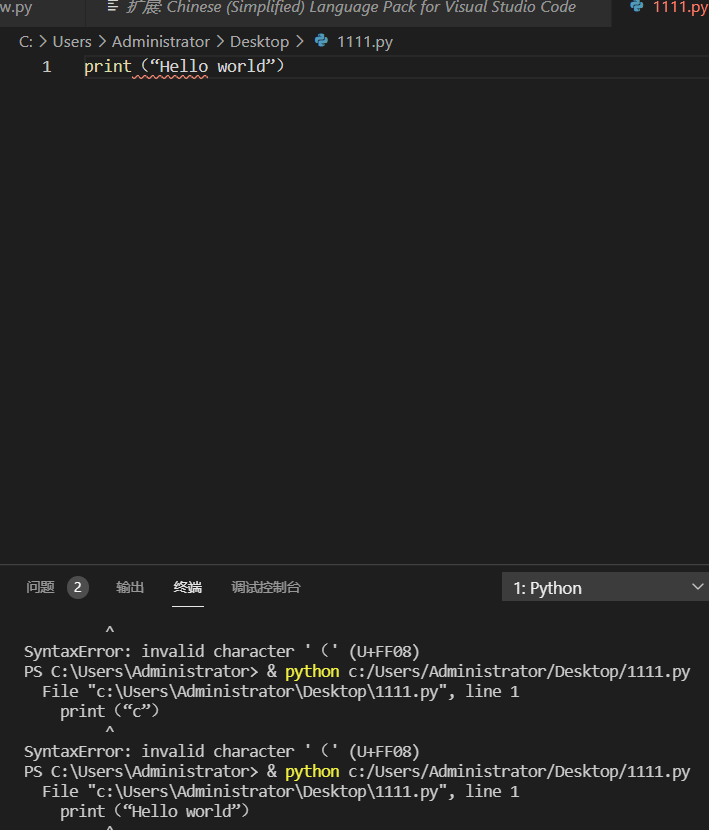 w.py 扩展: Chinese (Simplified) Language Pack for Visual Studio Code 1111.py
C: > Users > Administrator > Desktop > 1111.py
1 print（“Hello world”）
问题 2 输出 终端 调试控制台 1: Python
^
SyntaxError: invalid character '（' (U+FF08)
PS C:\Users\Administrator> & python c:/Users/Administrator/Desktop/1111.py
File "c:\Users\Administrator\Desktop\1111.py", line 1
print（“c”）
^
SyntaxError: invalid character '（' (U+FF08)
PS C:\Users\Administrator> & python c:/Users/Administrator/Desktop/1111.py
File "c:\Users\Administrator\Desktop\1111.py", line 1
print（“Hello world”）
^